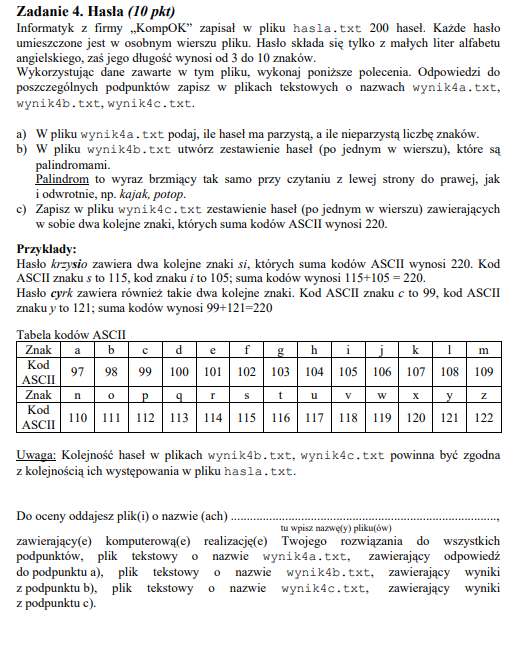 Zadanie 4. Hasła (10 pkt)
Informatyk z firmy „KompOK” zapisał w pliku hasla.txt 200 haseł. Każde hasło
umieszczone jest w osobnym wierszu pliku. Hasło składa się tylko z małych liter alfabetu
angielskiego, zaś jego długość wynosi od 3 do 10 znaków.
Wykorzystując dane zawarte w tym pliku, wykonaj poniższe polecenia. Odpowiedzi do
poszczególnych podpunktów zapisz w plikach tekstowych o nazwach wynik4a.txt,
wynik4b.txt, wynik4c.txt.
a) W pliku wynik4a.txt podaj, ile haseł ma parzystą, a ile nieparzystą liczbę znaków.
b) W pliku wynik4b.txt utwórz zestawienie haseł (po jednym w wierszu), które są
palindromami.
Palindrom to wyraz brzmiący tak samo przy czytaniu z lewej strony do prawej, jak
i odwrotnie, np. kajak, potop.
c) Zapisz w pliku wynik4c.txt zestawienie haseł (po jednym w wierszu) zawierających
w sobie dwa kolejne znaki, których suma kodów ASCII wynosi 220.
Przykłady:
Hasło krzysio zawiera dwa kolejne znaki si, których suma kodów ASCII wynosi 220. Kod
ASCII znaku s to 115, kod znaku i to 105; suma kodów wynosi 115+105 = 220.
Hasło cyrk zawiera również takie dwa kolejne znaki. Kod ASCII znaku c to 99, kod ASCII
znaku y to 121; suma kodów wynosi 99+121=220
Tabela kodów ASCII
Znak a b c d e f g h i j k l m
Kod ASCII 97 98 99 100 101 102 103 104 105 106 107 108 109
Znak n o p q r s t u v w x y z
Kod ASCII 110 111 112 113 114 115 116 117 118 119 120 121 122
Uwaga: Kolejność haseł w plikach wynik4b.txt, wynik4c.txt powinna być zgodna
z kolejnością ich występowania w pliku hasla.txt.
Do oceny oddajesz plik(i) o nazwie (ach) ...............................................................................,
tu wpisz nazwę(y) pliku(ów)
zawierający(e) komputerową(e) realizację(e) Twojego rozwiązania do wszystkich
podpunktów, plik tekstowy o nazwie wynik4a.txt, zawierający odpowiedź
do podpunktu a), plik tekstowy o nazwie wynik4b.txt, zawierający wyniki
z podpunktu b), plik tekstowy o nazwie wynik4c.txt, zawierający wyniki
z podpunktu c).